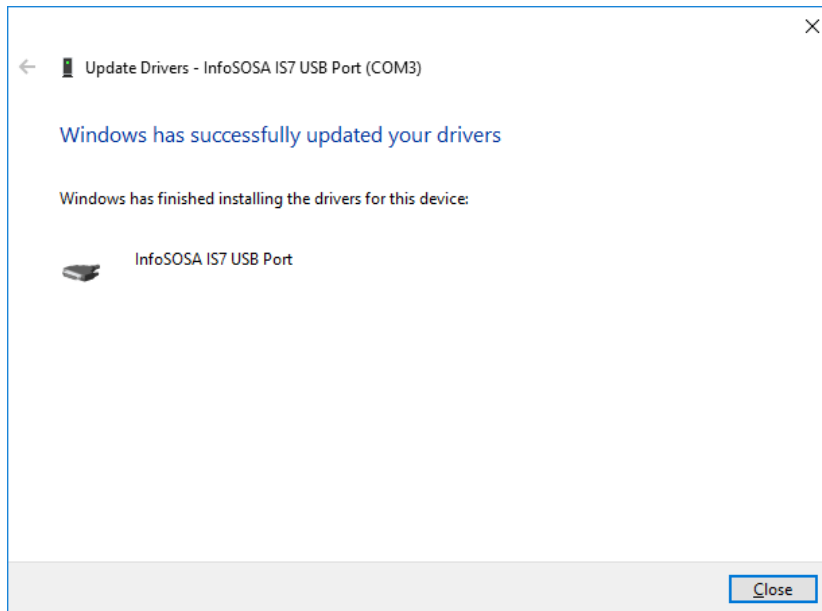 Update Drivers - InfoSOSA IS7 USB Port (COM3)
Windows has successfully updated your drivers
Windows has finished installing the drivers for this device:
InfoSOSA IS7 USB Port
Close